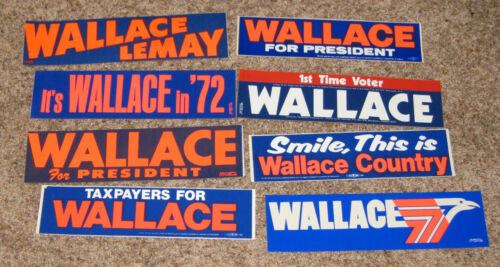 WALLACE
LEMAY
WALLACE
FOR PRESIDENT
It's WALLACE in '72
1st Time Voter
WALLACE
WALLACE
For PRESIDENT
Smile, This is
Wallace Country
TAXPAYERS FOR
WALLACE
WALLACE